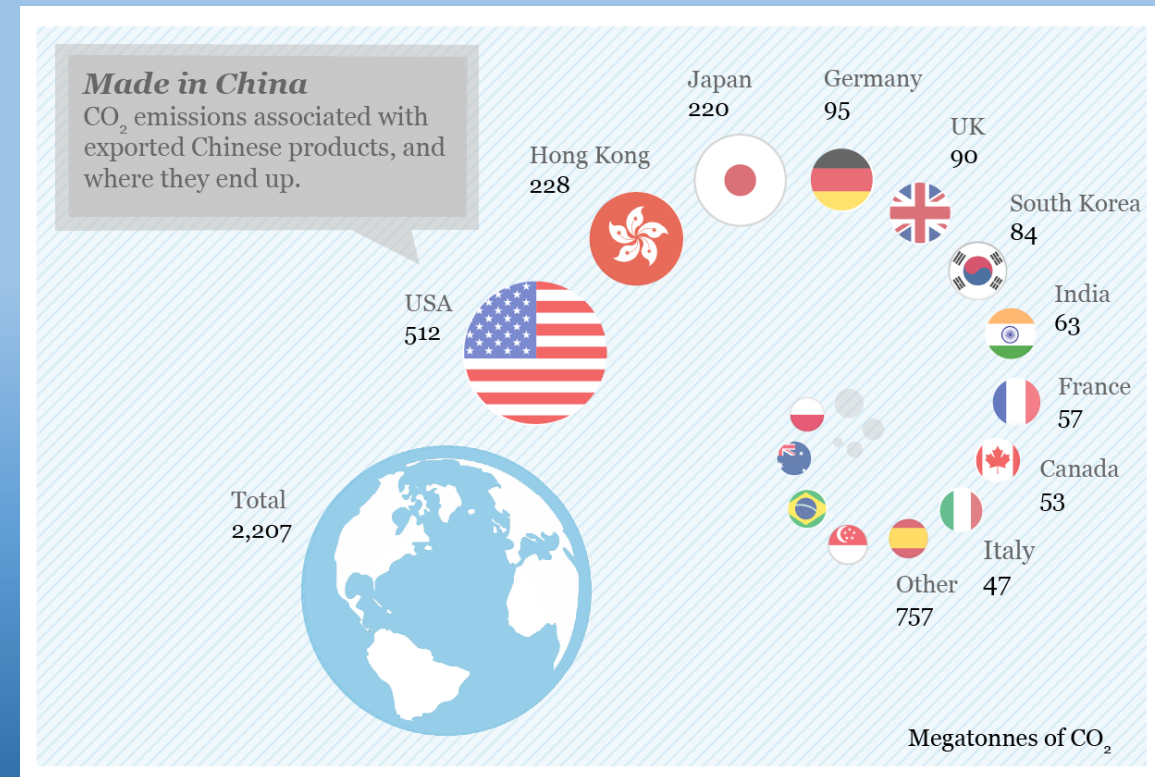 Made in China
CO₂ emissions associated with
exported Chinese products, and
where they end up.
Japan
220
Germany
95
UK
90
Hong Kong
228
South Korea
84
USA
512
India
63
France
57
Canada
53
Total
2,207
Italy
47
Other
757
Megatonnes of CO₂